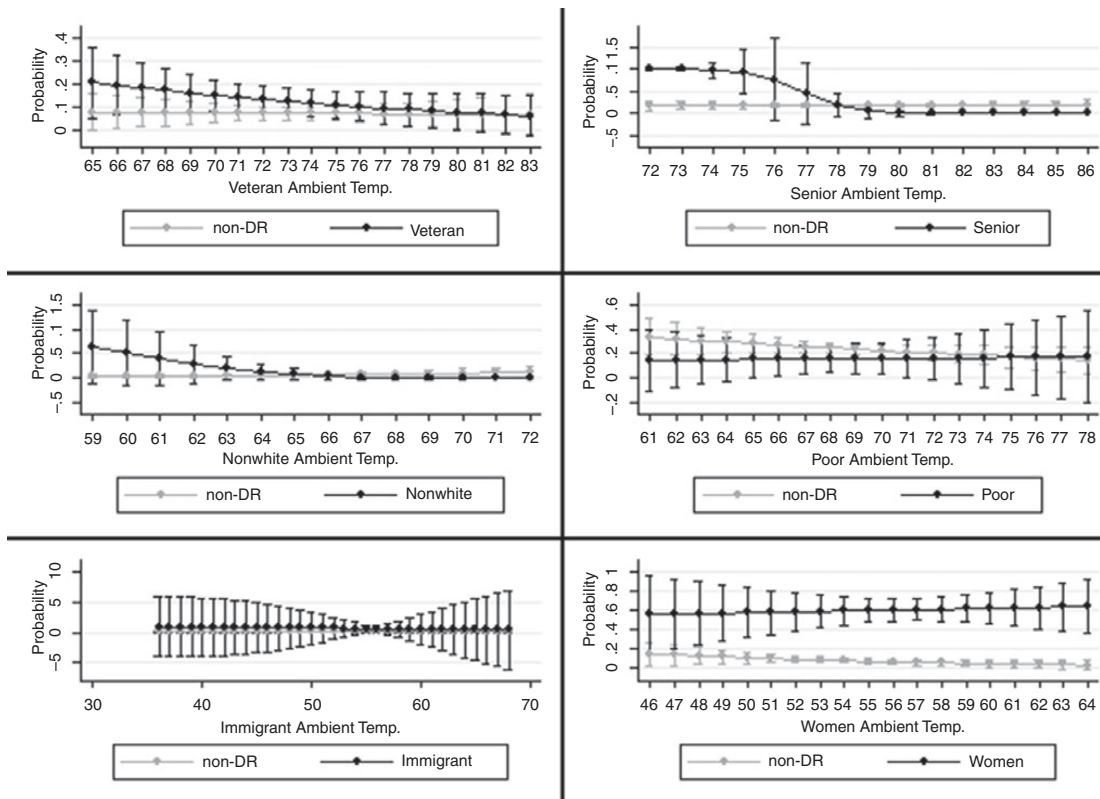 Probability
.4
.3
.2
.1
0
65 66 67 68 69 70 71 72 73 74 75 76 77 78 79 80 81 82 83
Veteran Ambient Temp.
non-DR Veteran
Probability
1.5
.1
.5
0
–.5
72 73 74 75 76 77 78 79 80 81 82 83 84 85 86
Senior Ambient Temp.
non-DR Senior
Probability
1.5
.1
.5
0
–.5
59 60 61 62 63 64 65 66 67 68 69 70 71 72
Nonwhite Ambient Temp.
non-DR Nonwhite
Probability
.6
.4
.2
0
–.2
61 62 63 64 65 66 67 68 69 70 71 72 73 74 75 76 77 78
Poor Ambient Temp.
non-DR Poor
Probability
10
5
0
–5
30 40 50 60 70
Immigrant Ambient Temp.
non-DR Immigrant
Probability
1
.8
.6
.4
.2
0
46 47 48 49 50 51 52 53 54 55 56 57 58 59 60 61 62 63 64
Women Ambient Temp.
non-DR Women